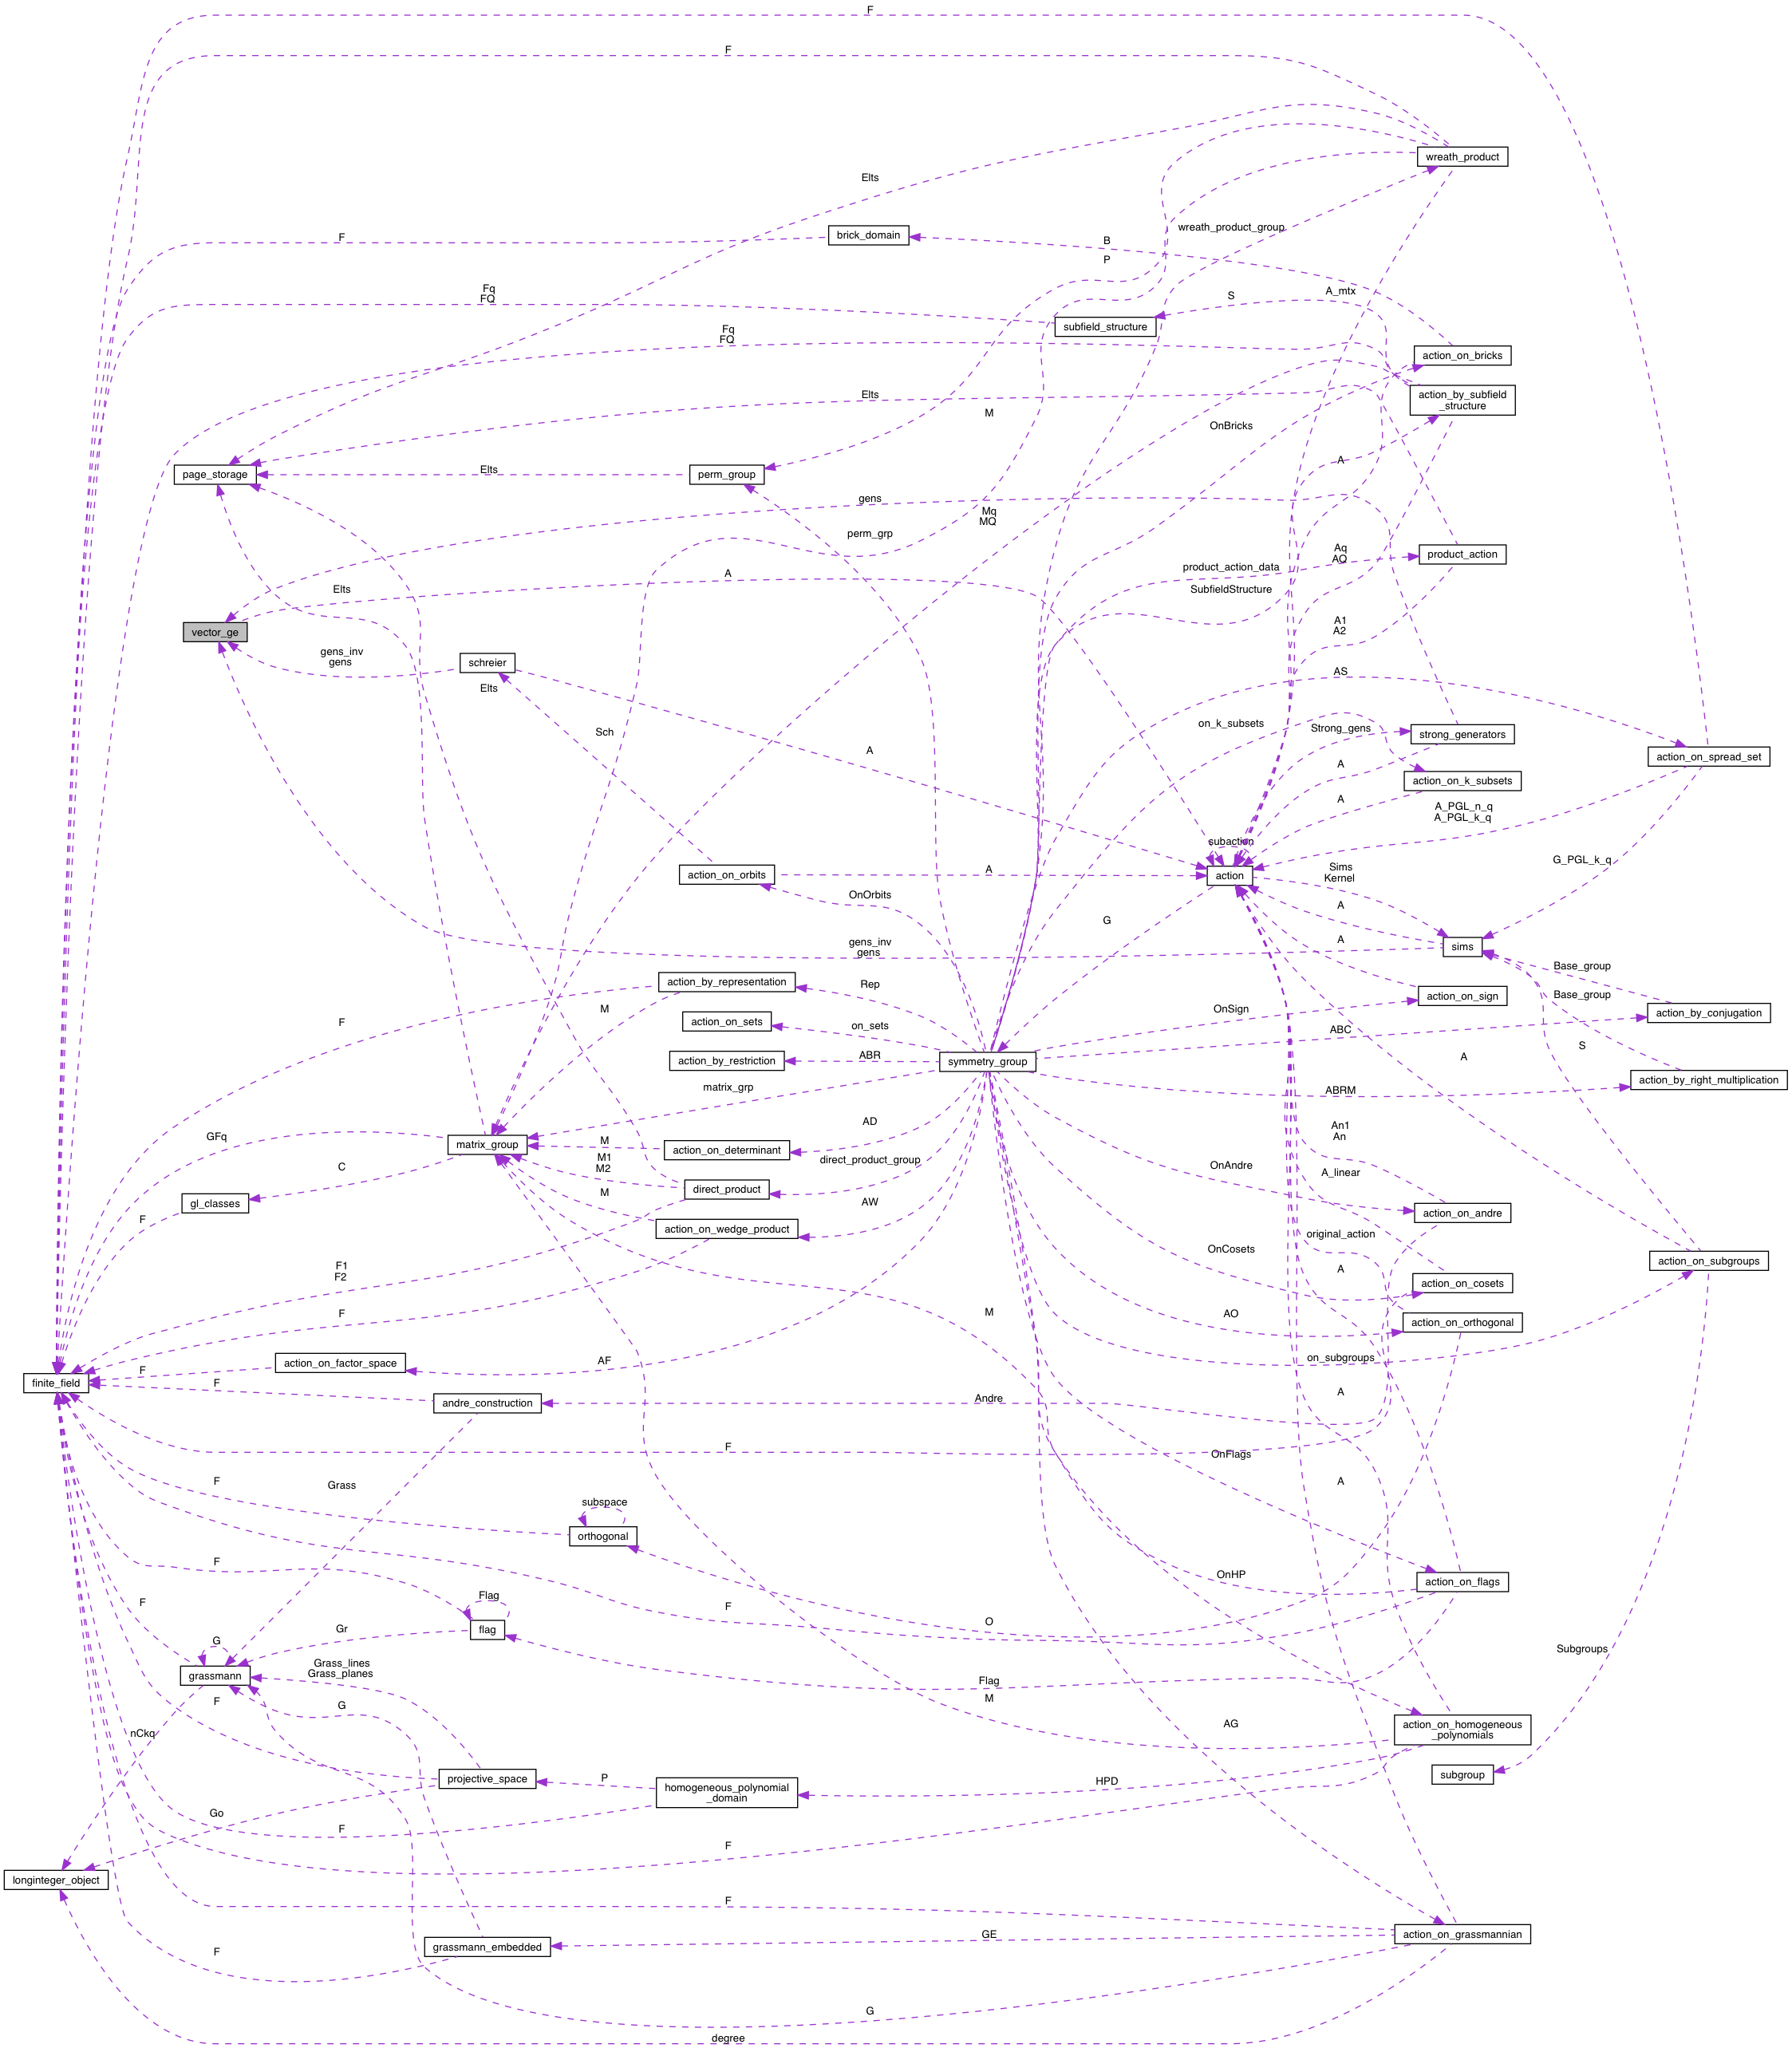 F
F
wreath_product
Elts
wreath_product_group
brick_domain
F
B
P
Fq
FQ
S
A_mtx
subfield_structure
Fq
FQ
action_on_bricks
Elts
action_by_subfield
_structure
M
OnBricks
A
page_storage
Elts
perm_group
gens
Mq
MQ
perm_grp
Aq
AQ
product_action
product_action_data
A
SubfieldStructure
Elts
vector_ge
A1
A2
gens_inv
gens
schreier
AS
Elts
on_k_subsets
Strong_gens
strong_generators
Sch
A
action_on_spread_set
A
action_on_k_subsets
A
A_PGL_n_q
A_PGL_k_q
subaction
action_on_orbits
A
action
Sims
Kernel
G_PGL_k_q
OnOrbits
A
G
gens_inv
gens
A
sims
Base_group
action_by_representation
Rep
action_on_sign
Base_group
F
M
OnSign
action_by_conjugation
action_on_sets
on_sets
ABC
S
action_by_restriction
ABR
symmetry_group
A
action_by_right_multiplication
matrix_grp
ABRM
AD
GFq
matrix_group
M
action_on_determinant
An1
An
C
M1
M2
direct_product_group
OnAndre
A_linear
direct_product
gl_classes
M
AW
action_on_andre
F
action_on_wedge_product
original_action
OnCosets
action_on_subgroups
F1
F2
A
action_on_cosets
F
AO
action_on_orthogonal
action_on_factor_space
AF
on_subgroups
F
finite_field
F
andre_construction
Andre
A
F
OnFlags
F
Grass
A
subspace
orthogonal
F
OnHP
action_on_flags
Flag
F
F
O
flag
Gr
G
Subgroups
grassmann
Grass_lines
Grass_planes
Flag
F
G
M
AG
action_on_homogeneous
_polynomials
nCkq
projective_space
P
homogeneous_polynomial
_domain
HPD
subgroup
Go
F
F
longinteger_object
F
GE
action_on_grassmannian
grassmann_embedded
F
G
degree